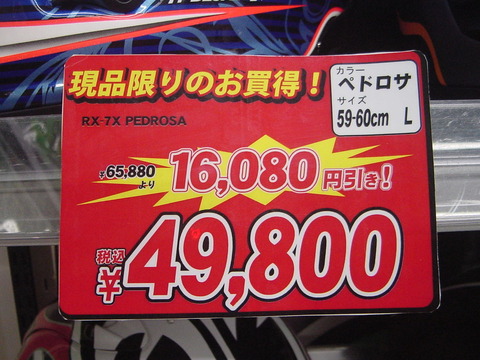 現品限りのお買得！
カラー
ペドロサ
サイズ
59-60cm L
RX-7X PEDROSA
¥65,880
より
16,080円引き！
税込
¥49,800